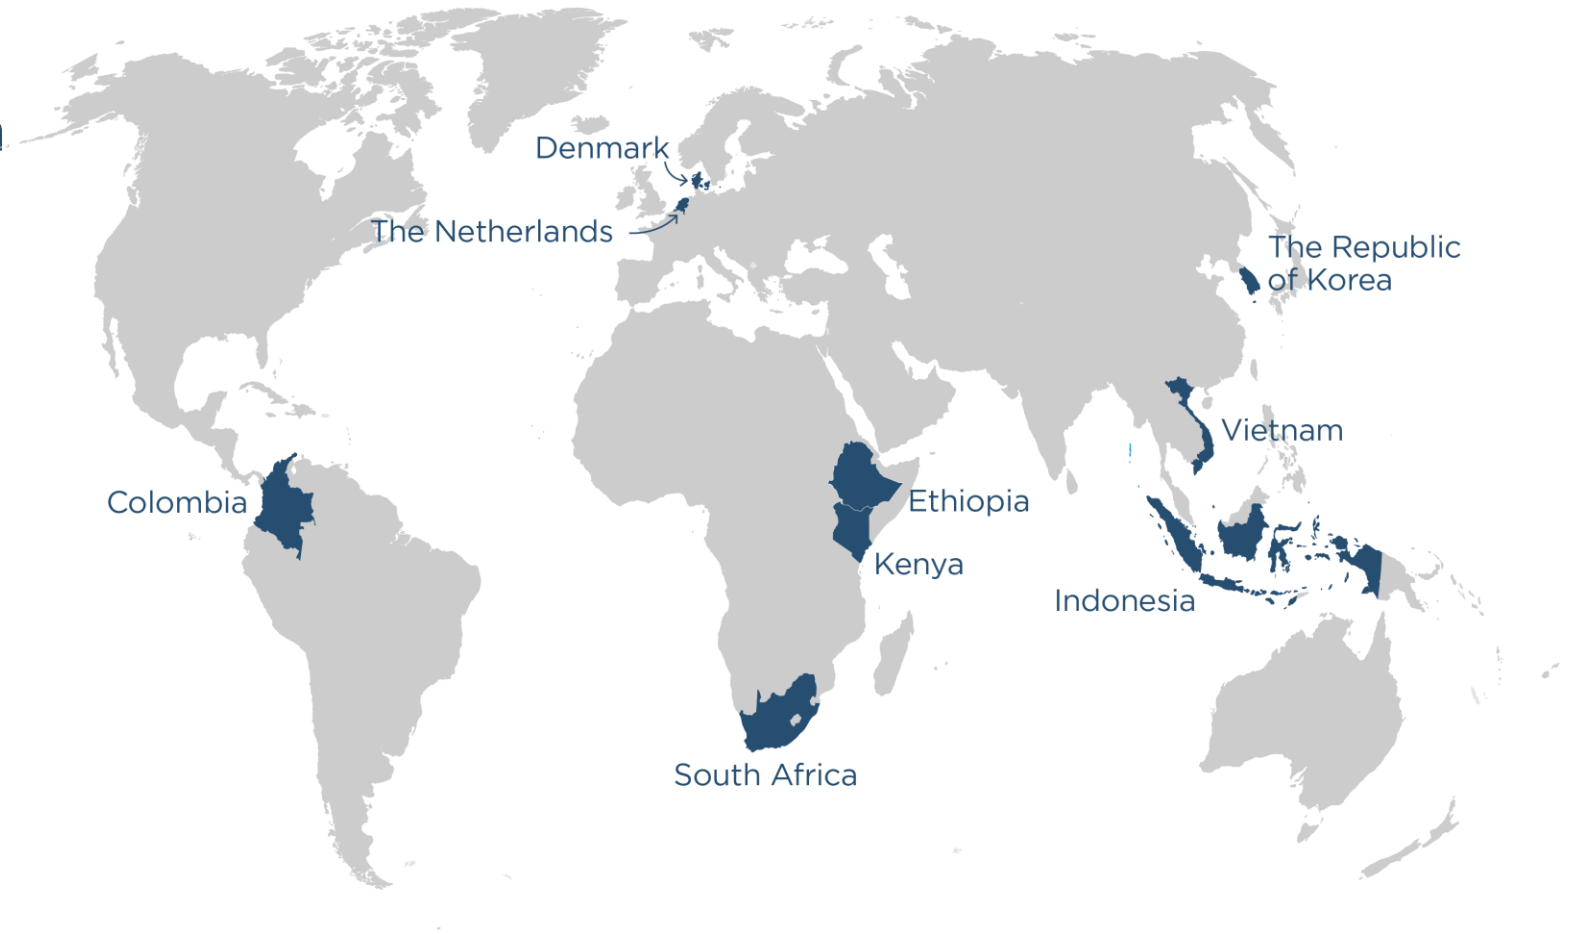 Denmark
The Netherlands
The Republic
of Korea
Vietnam
Colombia
Ethiopia
Kenya
Indonesia
South Africa